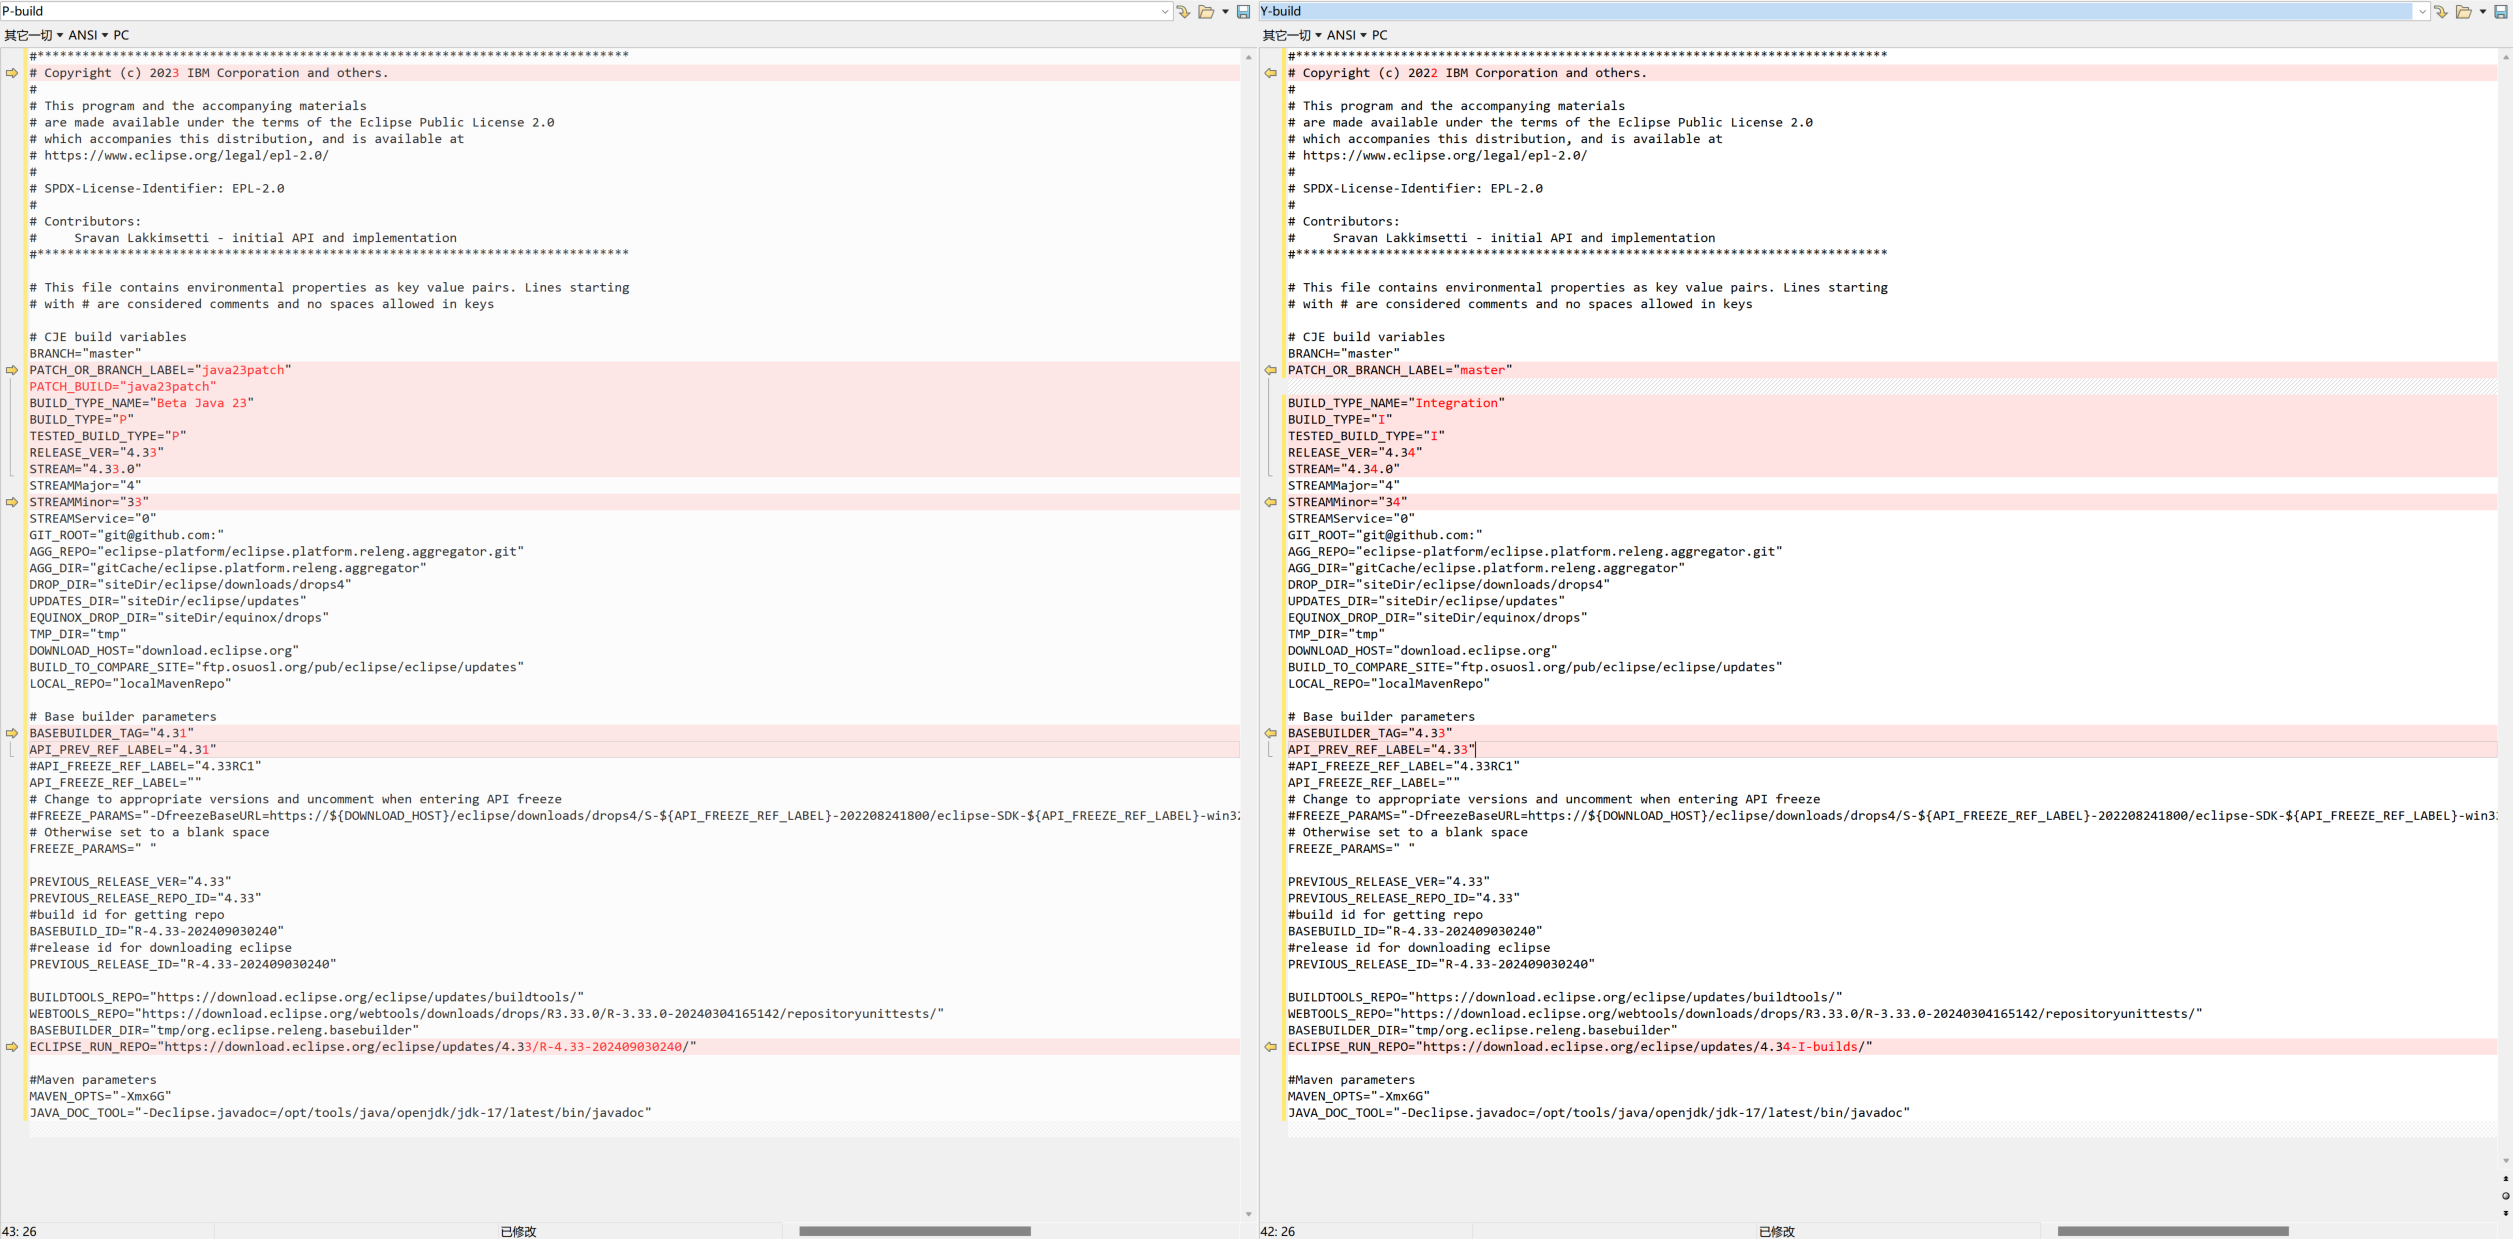 P-build
其它一切 ▾ ANSI ▾ PC
#*******************************************************************************
# Copyright (c) 2023 IBM Corporation and others.
#
# This program and the accompanying materials
# are made available under the terms of the Eclipse Public License 2.0
# which accompanies this distribution, and is available at
# https://www.eclipse.org/legal/epl-2.0/
#
# SPDX-License-Identifier: EPL-2.0
#
# Contributors:
#     Sravan Lakkimsetti - initial API and implementation
#*******************************************************************************
# This file contains environmental properties as key value pairs. Lines starting
# with # are considered comments and no spaces allowed in keys
# CJE build variables
BRANCH="master"
PATCH_OR_BRANCH_LABEL="java23patch"
PATCH_BUILD="java23patch"
BUILD_TYPE_NAME="Beta Java 23"
BUILD_TYPE="P"
TESTED_BUILD_TYPE="P"
RELEASE_VER="4.33"
STREAM="4.33.0"
STREAMMajor="4"
STREAMMinor="33"
STREAMService="0"
GIT_ROOT="git@github.com:"
AGG_REPO="eclipse-platform/eclipse.platform.releng.aggregator.git"
AGG_DIR="gitCache/eclipse.platform.releng.aggregator"
DROP_DIR="siteDir/eclipse/downloads/drops4"
UPDATES_DIR="siteDir/eclipse/updates"
EQUINOX_DROP_DIR="siteDir/equinox/drops"
TMP_DIR="tmp"
DOWNLOAD_HOST="download.eclipse.org"
BUILD_TO_COMPARE_SITE="ftp.osuosl.org/pub/eclipse/eclipse/updates"
LOCAL_REPO="localMavenRepo"
# Base builder parameters
BASEBUILDER_TAG="4.31"
API_PREV_REF_LABEL="4.31"
#API_FREEZE_REF_LABEL="4.33RC1"
API_FREEZE_REF_LABEL=""
# Change to appropriate versions and uncomment when entering API freeze
#FREEZE_PARAMS="-DfreezeBaseURL=https://${DOWNLOAD_HOST}/eclipse/downloads/drops4/S-${API_FREEZE_REF_LABEL}-202208241800/eclipse-SDK-${API_FREEZE_REF_LABEL}-win32
# Otherwise set to a blank space
FREEZE_PARAMS=" "
PREVIOUS_RELEASE_VER="4.33"
PREVIOUS_RELEASE_REPO_ID="4.33"
#build id for getting repo
BASEBUILD_ID="R-4.33-202409030240"
#release id for downloading eclipse
PREVIOUS_RELEASE_ID="R-4.33-202409030240"
BUILDTOOLS_REPO="https://download.eclipse.org/eclipse/updates/buildtools/"
WEBTOOLS_REPO="https://download.eclipse.org/webtools/downloads/drops/R3.33.0/R-3.33.0-20240304165142/repositoryunittests/"
BASEBUILDER_DIR="tmp/org.eclipse.releng.basebuilder"
ECLIPSE_RUN_REPO="https://download.eclipse.org/eclipse/updates/4.33/R-4.33-202409030240/"
#Maven parameters
MAVEN_OPTS="-Xmx6G"
JAVA_DOC_TOOL="-Declipse.javadoc=/opt/tools/java/openjdk/jdk-17/latest/bin/javadoc"
43: 26
已修改
Y-build
其它一切 ▾ ANSI ▾ PC
#*******************************************************************************
# Copyright (c) 2022 IBM Corporation and others.
#
# This program and the accompanying materials
# are made available under the terms of the Eclipse Public License 2.0
# which accompanies this distribution, and is available at
# https://www.eclipse.org/legal/epl-2.0/
#
# SPDX-License-Identifier: EPL-2.0
#
# Contributors:
#     Sravan Lakkimsetti - initial API and implementation
#*******************************************************************************
# This file contains environmental properties as key value pairs. Lines starting
# with # are considered comments and no spaces allowed in keys
# CJE build variables
BRANCH="master"
PATCH_OR_BRANCH_LABEL="master"
BUILD_TYPE_NAME="Integration"
BUILD_TYPE="I"
TESTED_BUILD_TYPE="I"
RELEASE_VER="4.34"
STREAM="4.34.0"
STREAMMajor="4"
STREAMMinor="34"
STREAMService="0"
GIT_ROOT="git@github.com:"
AGG_REPO="eclipse-platform/eclipse.platform.releng.aggregator.git"
AGG_DIR="gitCache/eclipse.platform.releng.aggregator"
DROP_DIR="siteDir/eclipse/downloads/drops4"
UPDATES_DIR="siteDir/eclipse/updates"
EQUINOX_DROP_DIR="siteDir/equinox/drops"
TMP_DIR="tmp"
DOWNLOAD_HOST="download.eclipse.org"
BUILD_TO_COMPARE_SITE="ftp.osuosl.org/pub/eclipse/eclipse/updates"
LOCAL_REPO="localMavenRepo"
# Base builder parameters
BASEBUILDER_TAG="4.33"
API_PREV_REF_LABEL="4.33"
#API_FREEZE_REF_LABEL="4.33RC1"
API_FREEZE_REF_LABEL=""
# Change to appropriate versions and uncomment when entering API freeze
#FREEZE_PARAMS="-DfreezeBaseURL=https://${DOWNLOAD_HOST}/eclipse/downloads/drops4/S-${API_FREEZE_REF_LABEL}-202208241800/eclipse-SDK-${API_FREEZE_REF_LABEL}-win32
# Otherwise set to a blank space
FREEZE_PARAMS=" "
PREVIOUS_RELEASE_VER="4.33"
PREVIOUS_RELEASE_REPO_ID="4.33"
#build id for getting repo
BASEBUILD_ID="R-4.33-202409030240"
#release id for downloading eclipse
PREVIOUS_RELEASE_ID="R-4.33-202409030240"
BUILDTOOLS_REPO="https://download.eclipse.org/eclipse/updates/buildtools/"
WEBTOOLS_REPO="https://download.eclipse.org/webtools/downloads/drops/R3.33.0/R-3.33.0-20240304165142/repositoryunittests/"
BASEBUILDER_DIR="tmp/org.eclipse.releng.basebuilder"
ECLIPSE_RUN_REPO="https://download.eclipse.org/eclipse/updates/4.34-I-builds/"
#Maven parameters
MAVEN_OPTS="-Xmx6G"
JAVA_DOC_TOOL="-Declipse.javadoc=/opt/tools/java/openjdk/jdk-17/latest/bin/javadoc"
42: 26
已修改